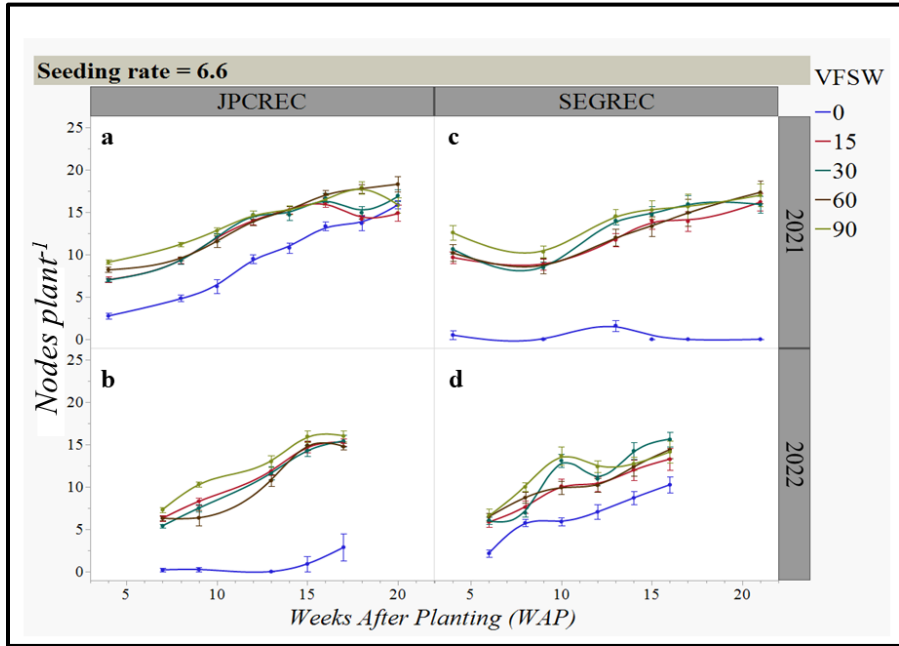 Seeding rate = 6.6
VFSW
0
15
30
60
90
JPCREC
SEGREC
a
c
b
d
25
20
15
10
5
0
25
20
15
10
5
0
2021
2022
Nodes plant⁻¹
5
10
15
20
5
10
15
20
Weeks After Planting (WAP)